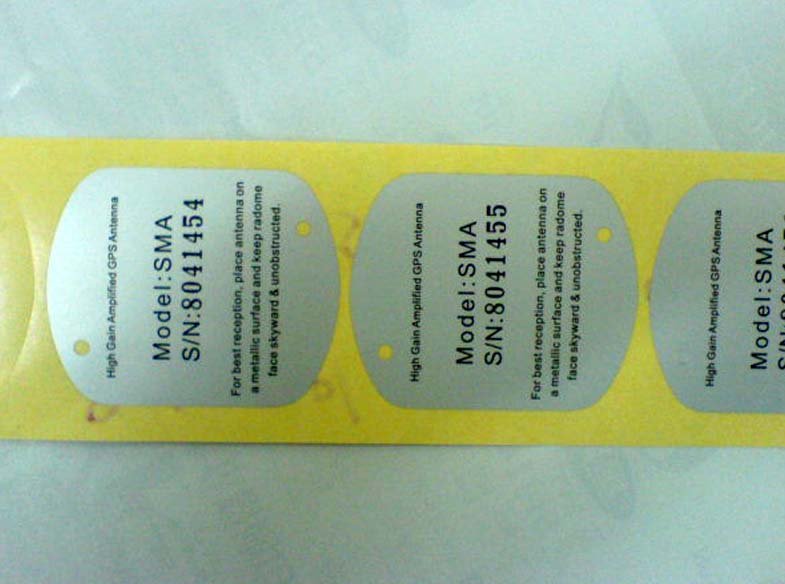 High Gain Amplified GPS Antenna
Model:SMA
S/N:8041454
For best reception, place antenna on
a metallic surface and keep radome
face skyward & unobstructed.
High Gain Amplified GPS Antenna
Model:SMA
S/N:8041455
For best reception, place antenna on
a metallic surface and keep radome
face skyward & unobstructed.
High Gain Amplified GPS Antenna
Model:SMA